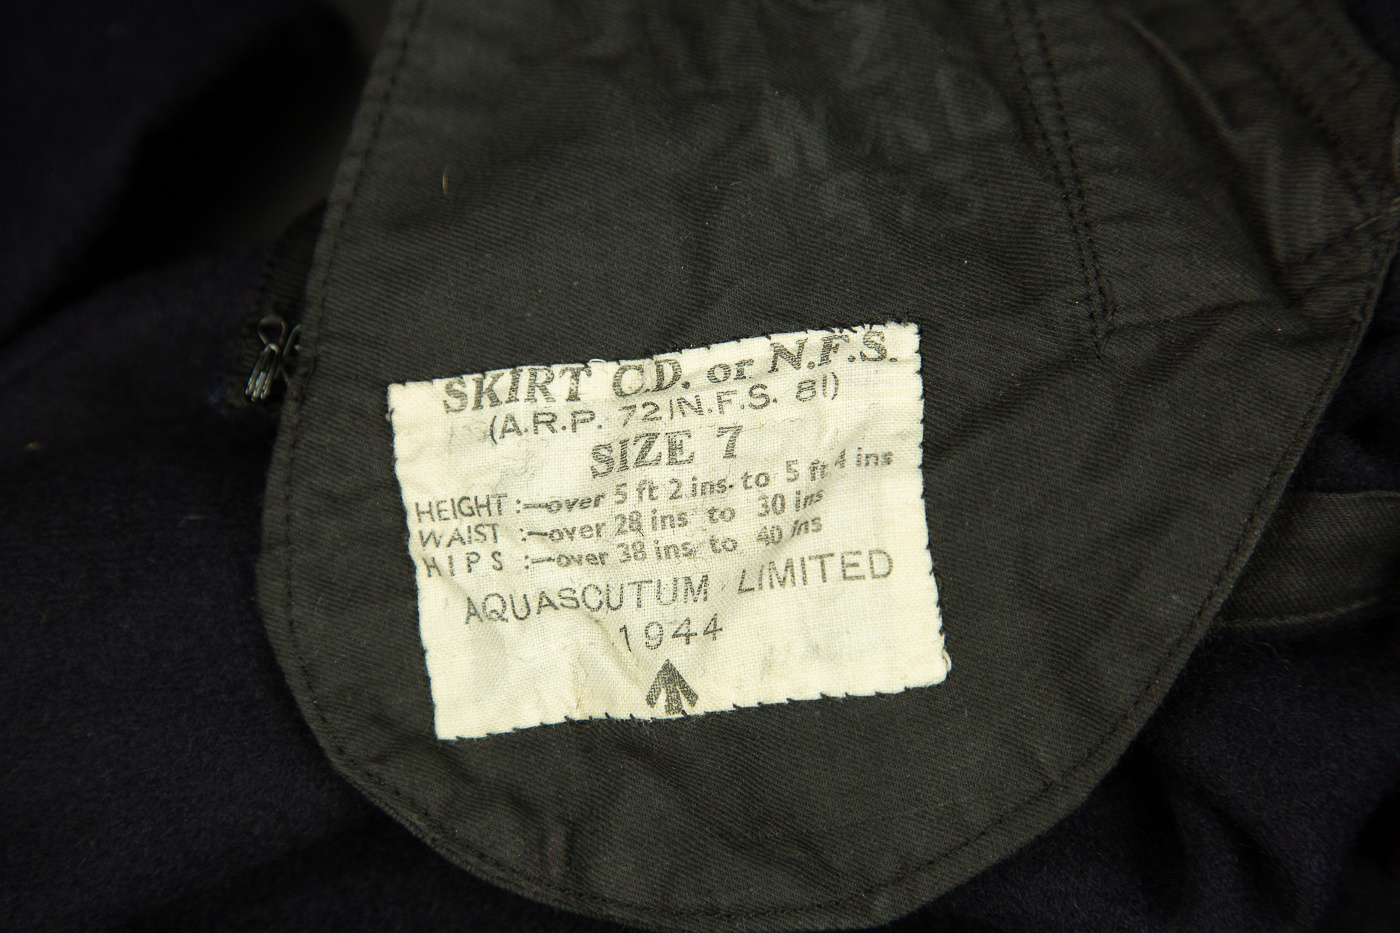 SKIRT C.D. or N.F.S.
(A.R.P. 72/N.F.S. 81)
SIZE 7
HEIGHT :—over 5 ft 2 ins. to 5 ft 4 ins
WAIST :—over 28 ins to 30 ins
HIPS :—over 38 ins to 40 ins
AQUASCUTUM LIMITED
1944